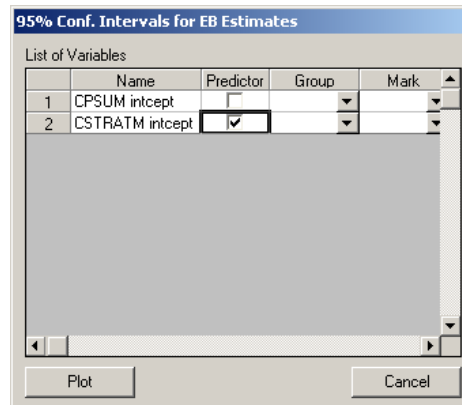 95% Conf. Intervals for EB Estimates
List of Variables
Name Predictor Group Mark
1 CPSUM intcept
2 CSTRATM intcept
Plot Cancel